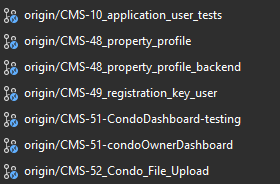 origin/CMS-10_application_user_tests
origin/CMS-48_property_profile
origin/CMS-48_property_profile_backend
origin/CMS-49_registration_key_user
origin/CMS-51-CondoDashboard-testing
origin/CMS-51-condoOwnerDashboard
origin/CMS-52_Condo_File_Upload